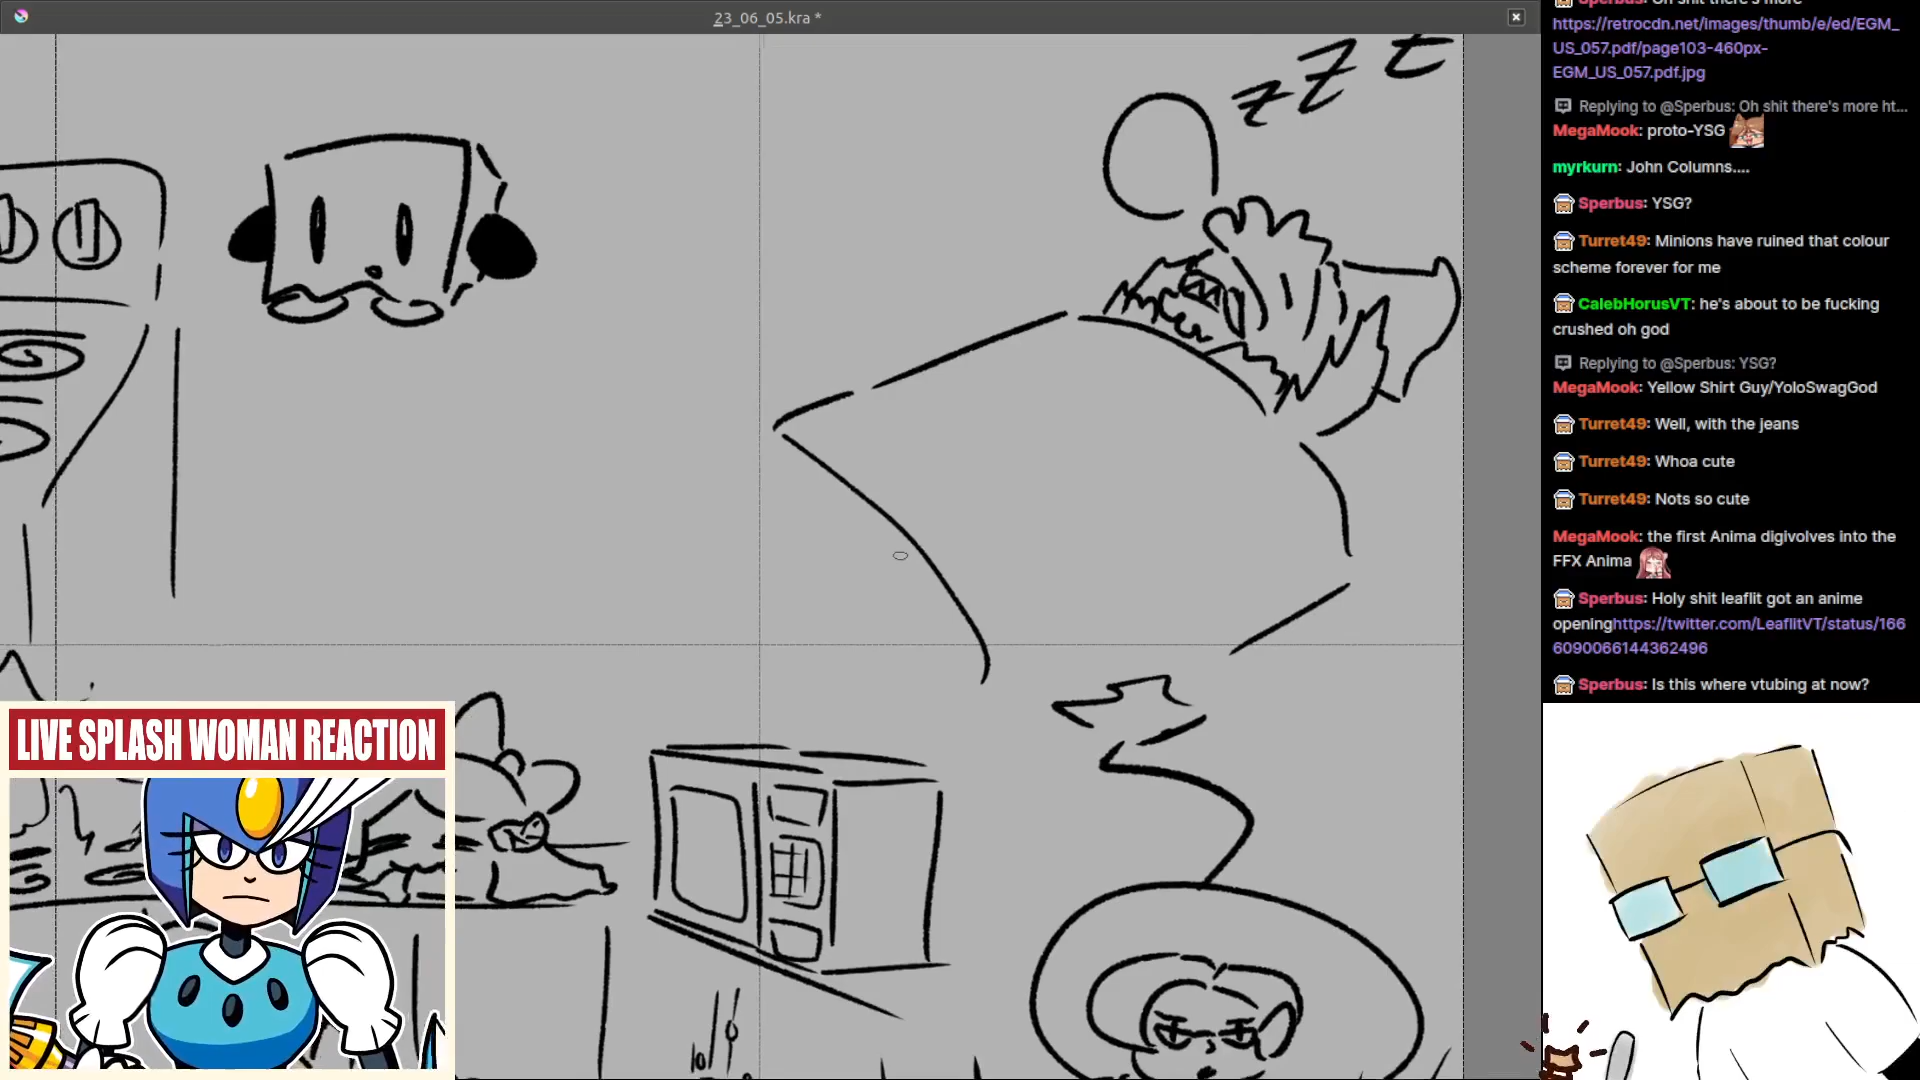 23_06_05.kra *
z z z
LIVE SPLASH WOMAN REACTION
Sperbus: Oh shit there's more
https://retrocdn.net/images/thumb/e/ed/EGM_
US_057.pdf/page103-460px-
EGM_US_057.pdf.jpg
Replying to @Sperbus: Oh shit there's more ht...
MegaMook: proto-YSG
myrkurn: John Columns....
Sperbus: YSG?
Turret49: Minions have ruined that colour
scheme forever for me
CalebHorusVT: he's about to be fucking
crushed oh god
Replying to @Sperbus: YSG?
MegaMook: Yellow Shirt Guy/YoloSwagGod
Turret49: Well, with the jeans
Turret49: Whoa cute
Turret49: Nots so cute
MegaMook: the first Anima digivolves into the
FFX Anima
Sperbus: Holy shit leaflit got an anime
openinghttps://twitter.com/LeaflitVT/status/166
6090066144362496
Sperbus: Is this where vtubing at now?